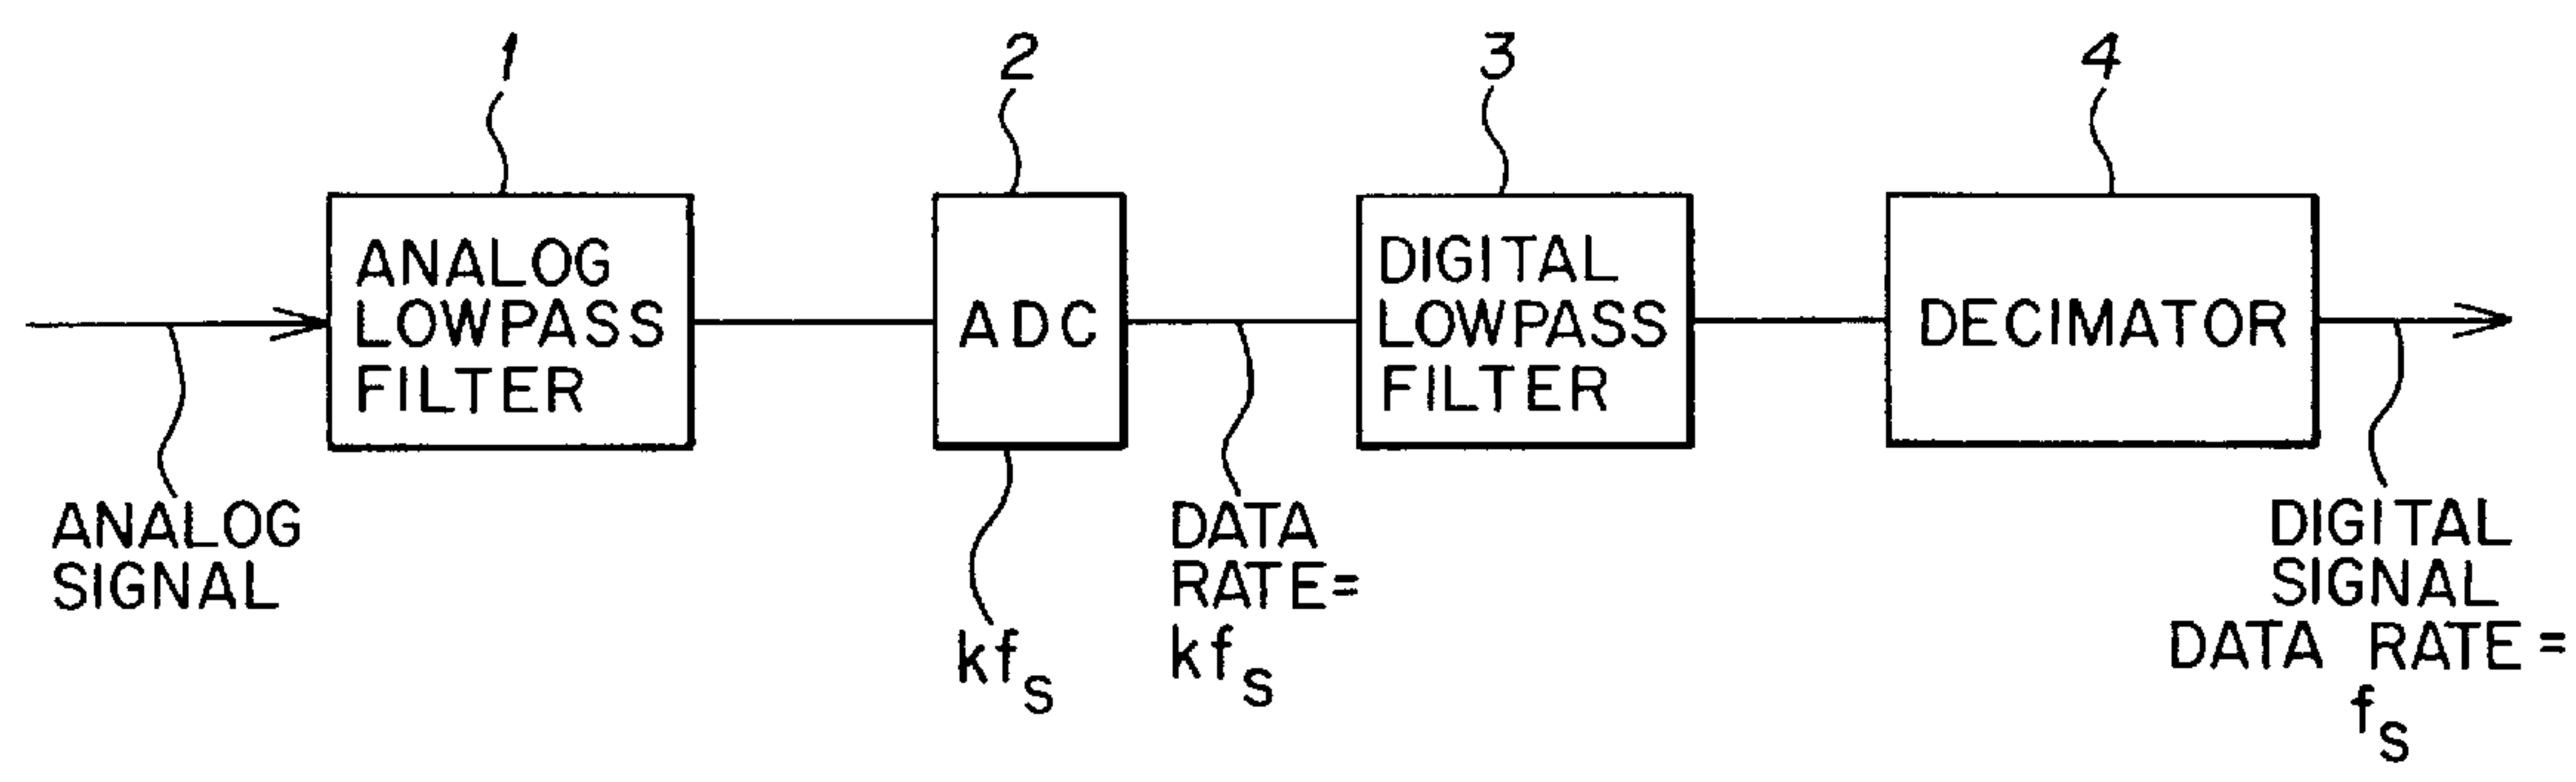 1
2
3
4
ANALOG
LOWPASS
FILTER
ADC
DIGITAL
LOWPASS
FILTER
DECIMATOR
ANALOG
SIGNAL
kfs
DATA
RATE=
kfs
DIGITAL
SIGNAL
DATA RATE=
fs